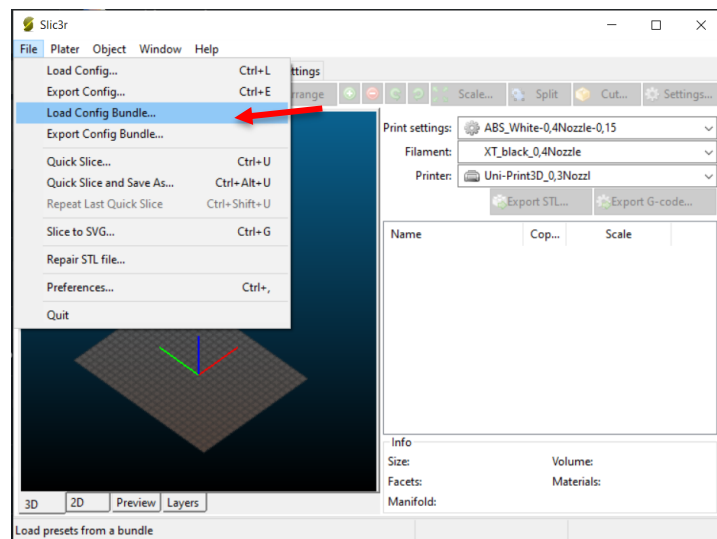 Slic3r
File Plater Object Window Help
Load Config... Ctrl+L
Export Config... Ctrl+E
Load Config Bundle...
Export Config Bundle...
Quick Slice... Ctrl+U
Quick Slice and Save As... Ctrl+Alt+U
Repeat Last Quick Slice Ctrl+Shift+U
Slice to SVG... Ctrl+G
Repair STL file...
Preferences... Ctrl+,
Quit
ttings
rrange Scale... Split Cut... Settings...
Print settings: ABS_White-0,4Nozzle-0,15
Filament: XT_black_0,4Nozzle
Printer: Uni-Print3D_0,3Nozzl
Export STL... Export G-code...
Name Cop... Scale
Info
Size: Volume:
Facets: Materials:
Manifold:
3D 2D Preview Layers
Load presets from a bundle